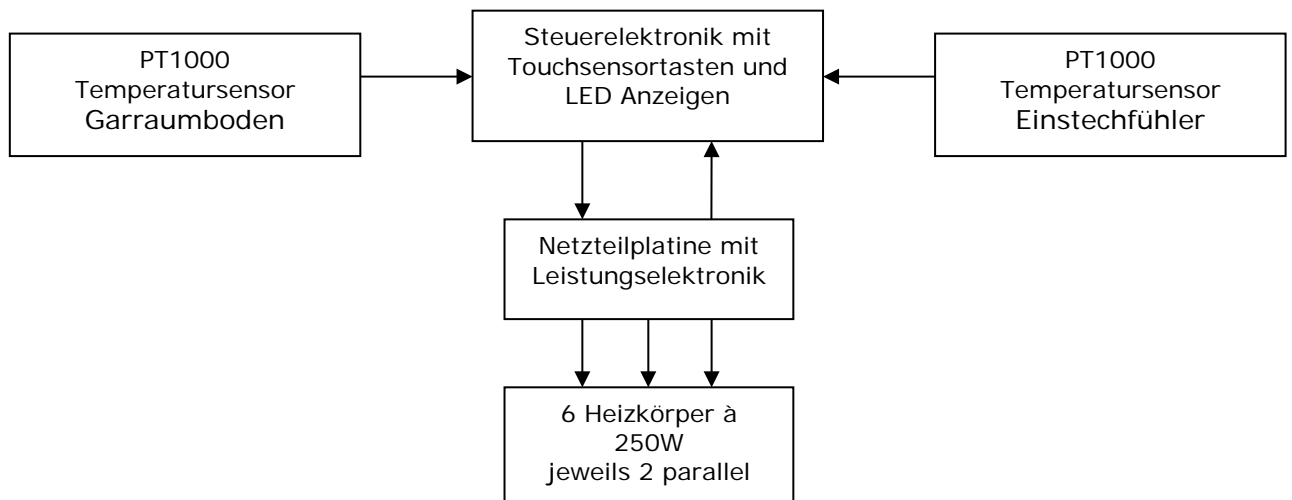 PT1000
Temperatursensor
Garraumboden
Steuerelektronik mit
Touchsensortasten und
LED Anzeigen
PT1000
Temperatursensor
Einstechfühler
Netzteilplatine mit
Leistungselektronik
6 Heizkörper à
250W
jeweils 2 parallel